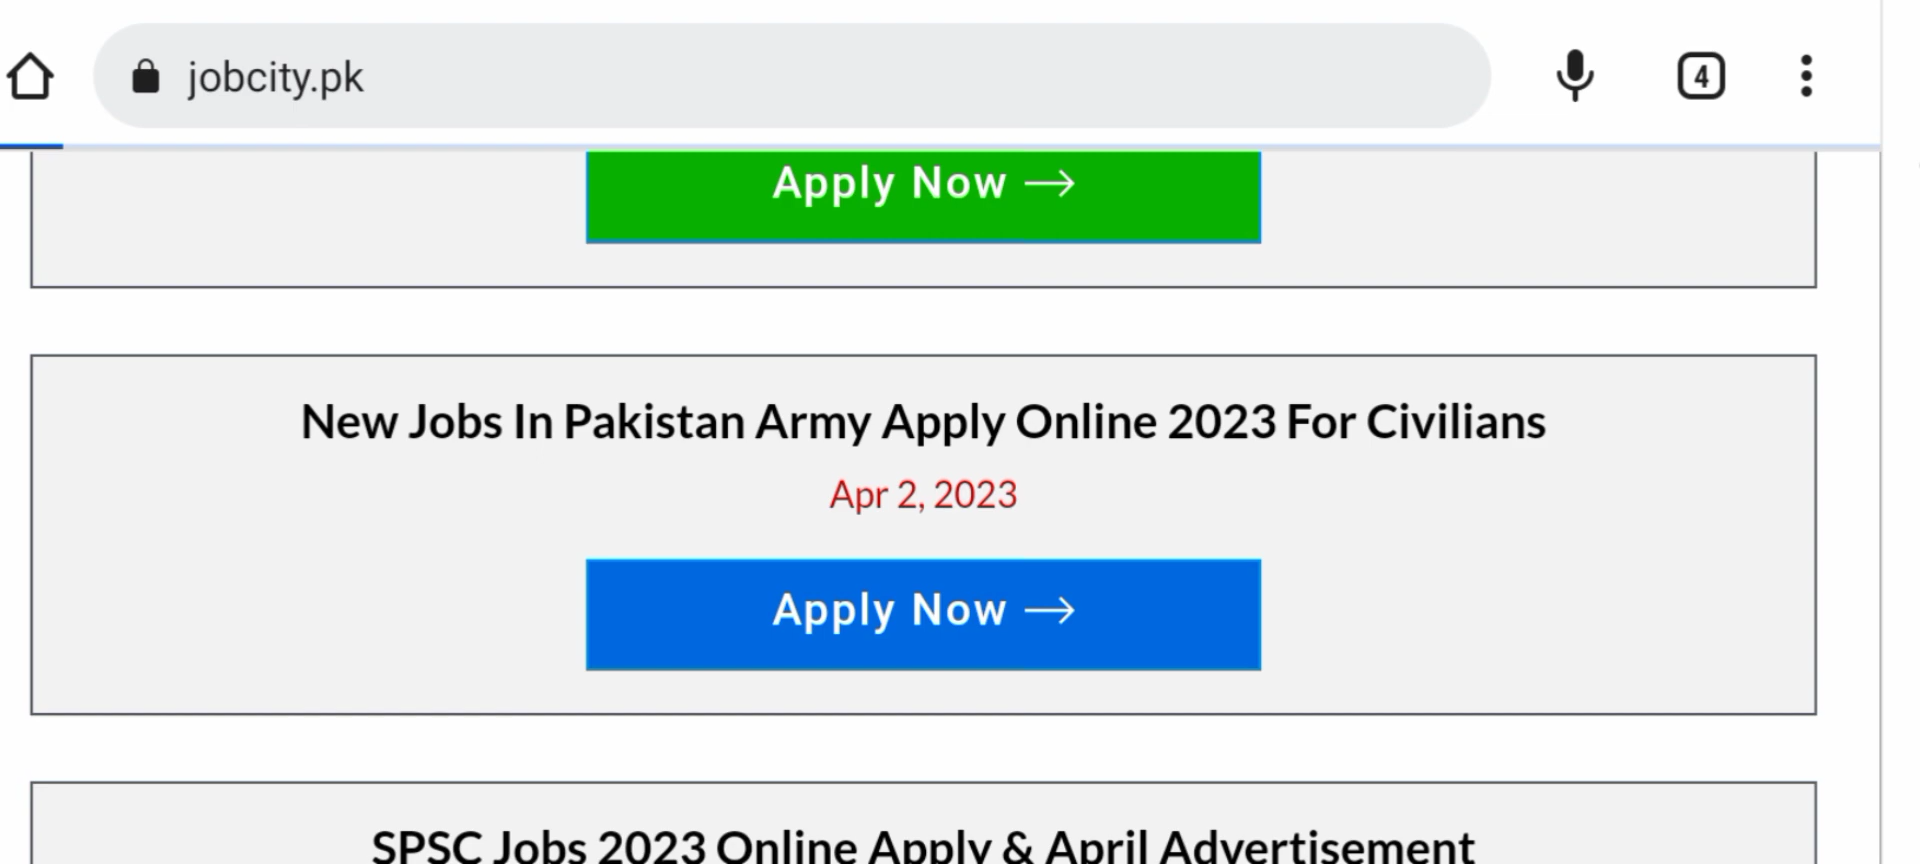 jobcity.pk
4
Apply Now →
New Jobs In Pakistan Army Apply Online 2023 For Civilians
Apr 2, 2023
Apply Now →
SPSC Jobs 2023 Online Apply & April Advertisement